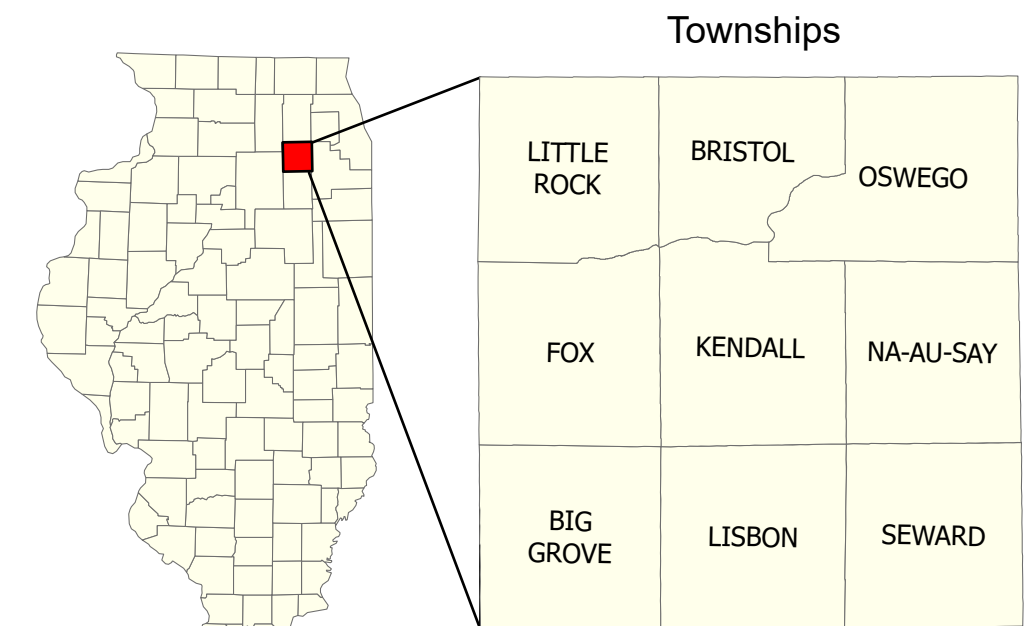 Townships
LITTLE
ROCK
BRISTOL
OSWEGO
FOX
KENDALL
NA-AU-SAY
BIG
GROVE
LISBON
SEWARD